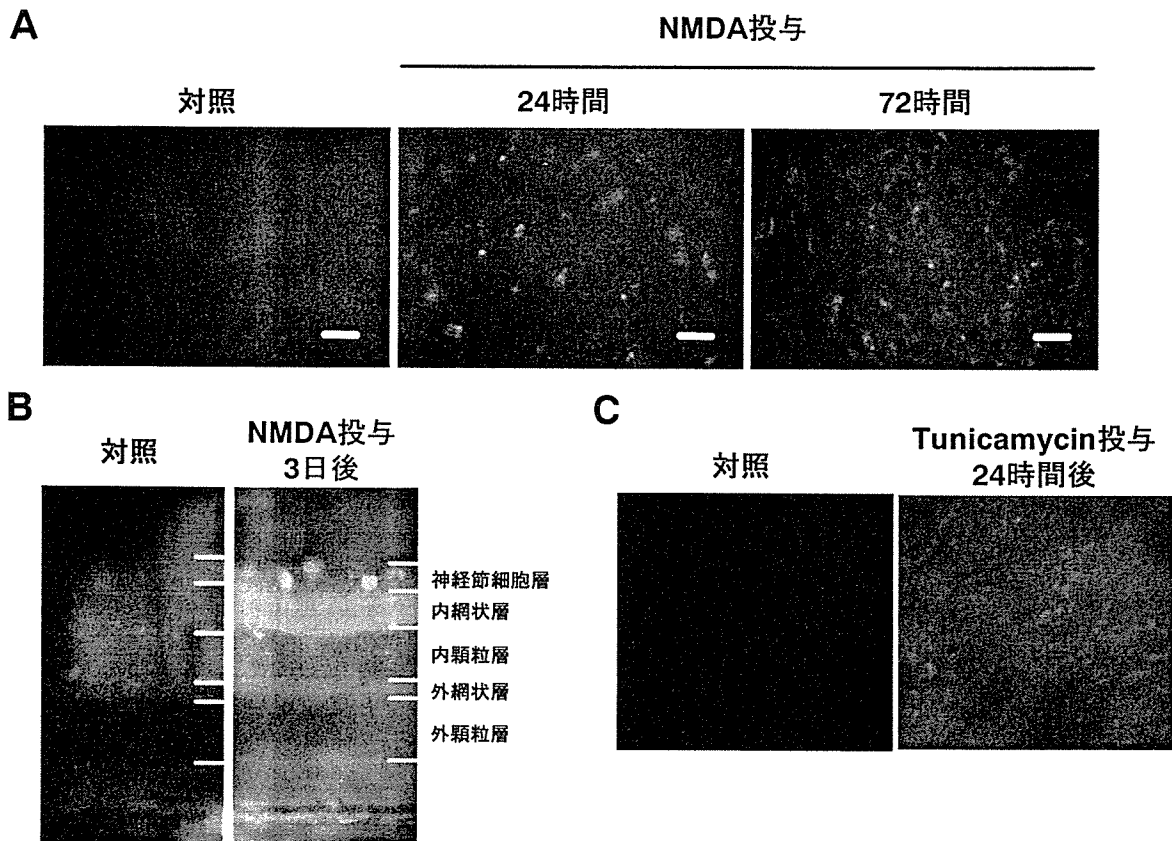 A
NMDA投与
対照
24時間
72時間
B
対照
NMDA投与
3日後
神経節細胞層
内網状層
内顆粒層
外網状層
外顆粒層
C
対照
Tunicamycin投与
24時間後